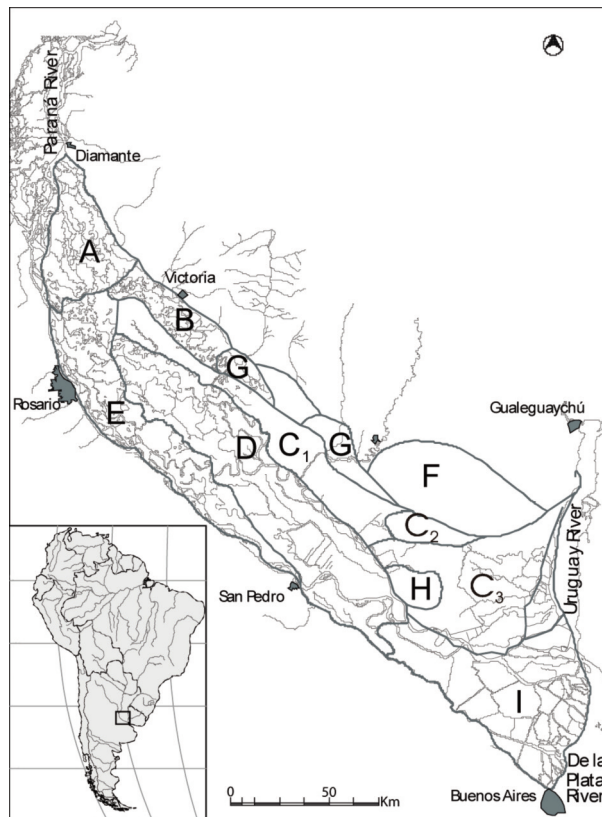 Paraná River
Diamante
A
Victoria
B
G
Rosario
E
Gualeguaychú
G
D
C1
F
C2
Uruguay River
San Pedro
H
C3
I
De la
Plata
River
Buenos Aires
0 50
Km